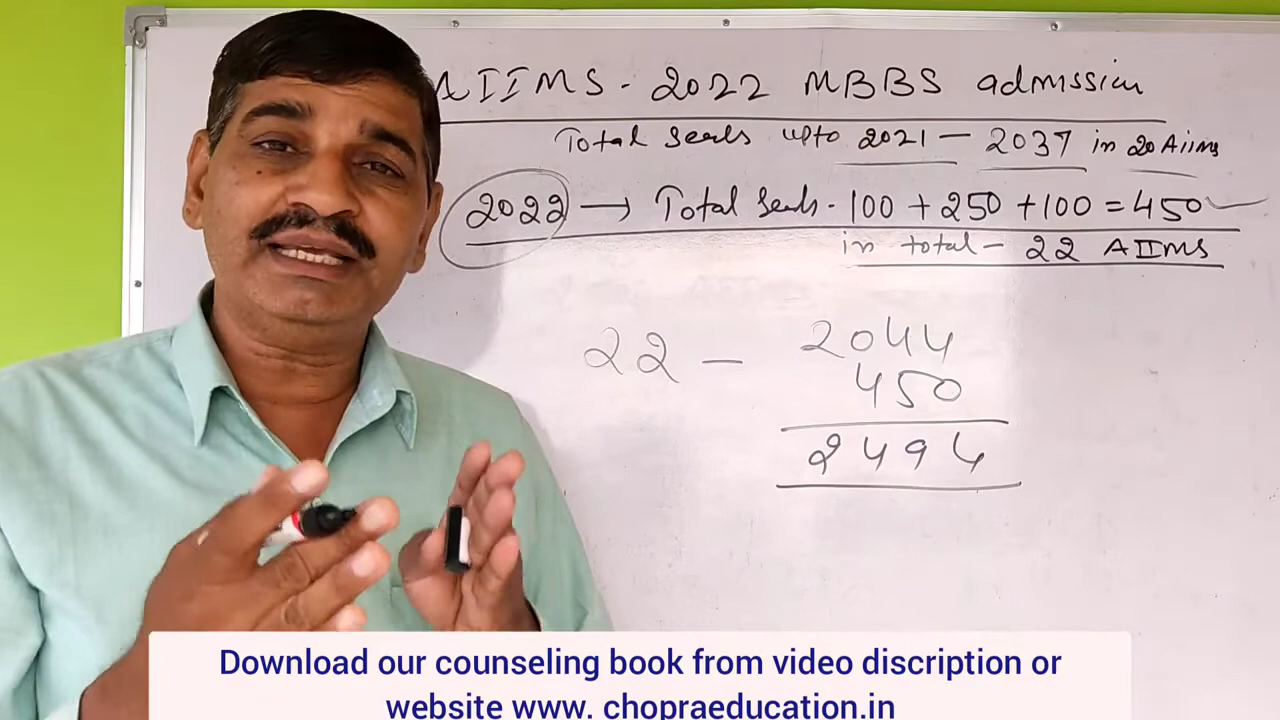 AIIMS - 2022 MBBS admission
Total Seats upto 2021 — 2037 in 20 Aiims
2022 → Total Seats - 100 + 250 + 100 = 450
in total - 22 AIIMS
22 — 2044
450
2494
Download our counseling book from video discription or
website www. chopraeducation.in